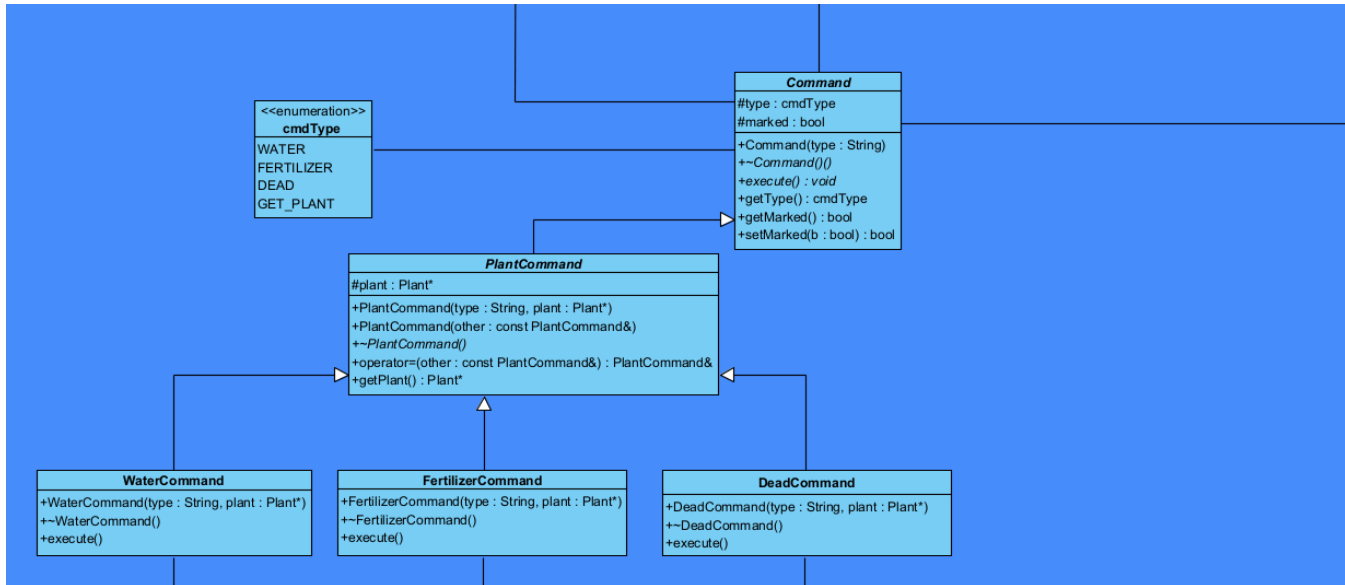 Command
#type : cmdType
#marked : bool
+Command(type : String)
+~Command()()
+execute() : void
+getType() : cmdType
+getMarked() : bool
+setMarked(b : bool) : bool
<<enumeration>>
cmdType
WATER
FERTILIZER
DEAD
GET_PLANT
PlantCommand
#plant : Plant*
+PlantCommand(type : String, plant : Plant*)
+PlantCommand(other : const PlantCommand&)
+~PlantCommand()
+operator=(other : const PlantCommand&) : PlantCommand&
+getPlant() : Plant*
WaterCommand
+WaterCommand(type : String, plant : Plant*)
+~WaterCommand()
+execute()
FertilizerCommand
+FertilizerCommand(type : String, plant : Plant*)
+~FertilizerCommand()
+execute()
DeadCommand
+DeadCommand(type : String, plant : Plant*)
+~DeadCommand()
+execute()